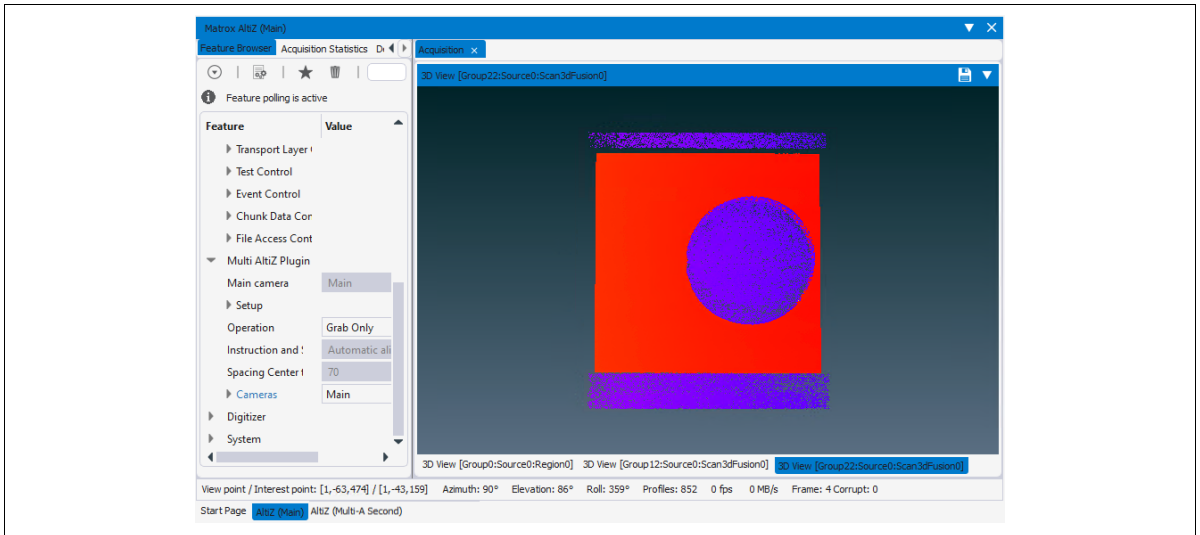 Matrox AltiZ (Main)
Feature Browser Acquisition Statistics De
Acquisition
3D View [Group22:Source0:Scan3dFusion0]
Feature polling is active
Feature Value
Transport Layer
Test Control
Event Control
Chunk Data Con
File Access Cont
Multi AltiZ Plugin
Main camera Main
Setup
Operation Grab Only
Instruction and S Automatic ali
Spacing Center t 70
Cameras Main
Digitizer
System
3D View [Group0:Source0:Region0] 3D View [Group12:Source0:Scan3dFusion0] 3D View [Group22:Source0:Scan3dFusion0]
View point / Interest point: [1,-63,474] / [1,-43,159] Azimuth: 90° Elevation: 86° Roll: 359° Profiles: 852 0 fps 0 MB/s Frame: 4 Corrupt: 0
Start Page AltiZ (Main) AltiZ (Multi-A Second)